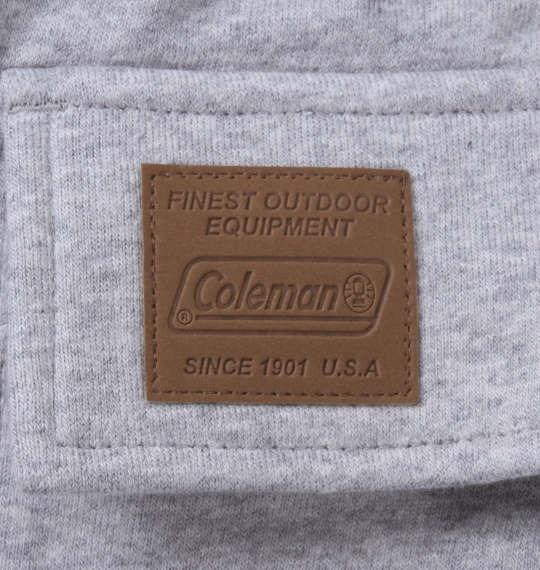 FINEST OUTDOOR
EQUIPMENT
Coleman
®
SINCE 1901 U.S.A